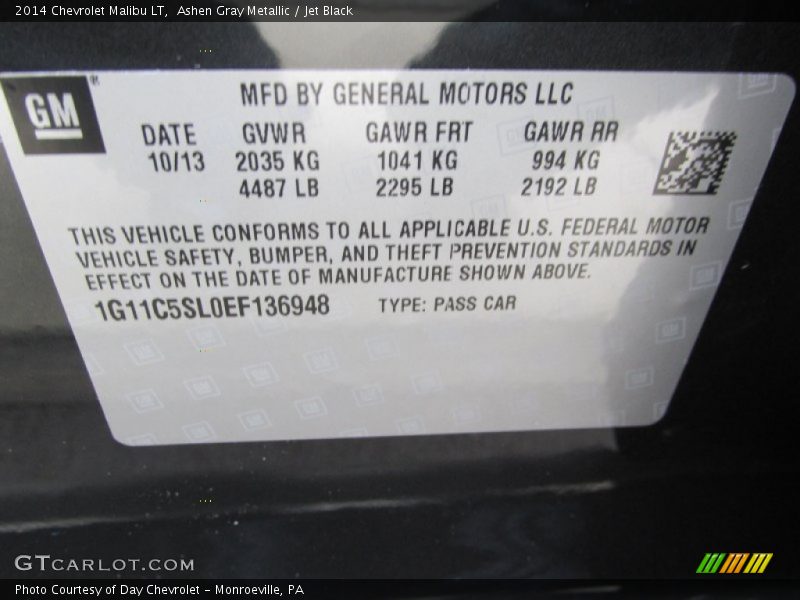 2014 Chevrolet Malibu LT, Ashen Gray Metallic / Jet Black
GM®
MFD BY GENERAL MOTORS LLC
DATE GVWR GAWR FRT GAWR RR
10/13 2035 KG 1041 KG 994 KG
4487 LB 2295 LB 2192 LB
THIS VEHICLE CONFORMS TO ALL APPLICABLE U.S. FEDERAL MOTOR
VEHICLE SAFETY, BUMPER, AND THEFT PREVENTION STANDARDS IN
EFFECT ON THE DATE OF MANUFACTURE SHOWN ABOVE.
1G11C5SL0EF136948 TYPE: PASS CAR
GTCARLOT.COM
Photo Courtesy of Day Chevrolet - Monroeville, PA